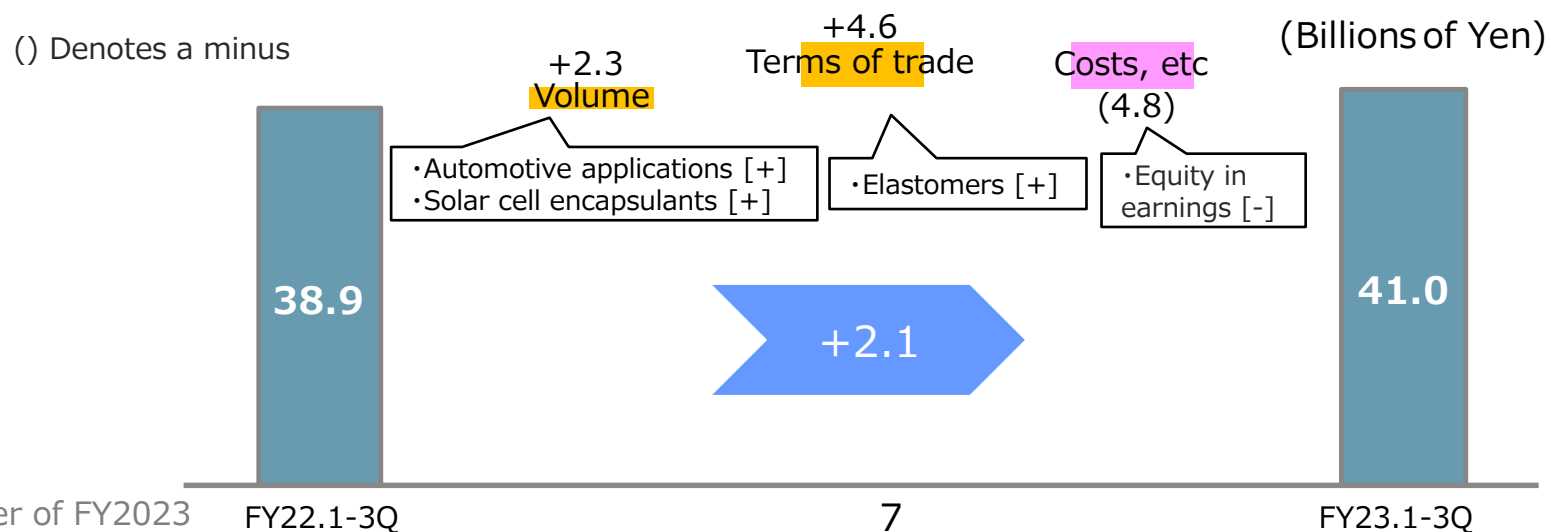 () Denotes a minus
(Billions of Yen)
+2.3
Volume
+4.6
Terms of trade
Costs, etc
(4.8)
・Automotive applications [+]
・Solar cell encapsulants [+]
・Elastomers [+]
・Equity in
earnings [-]
38.9
+2.1
41.0
er of FY2023
FY22.1-3Q
7
FY23.1-3Q